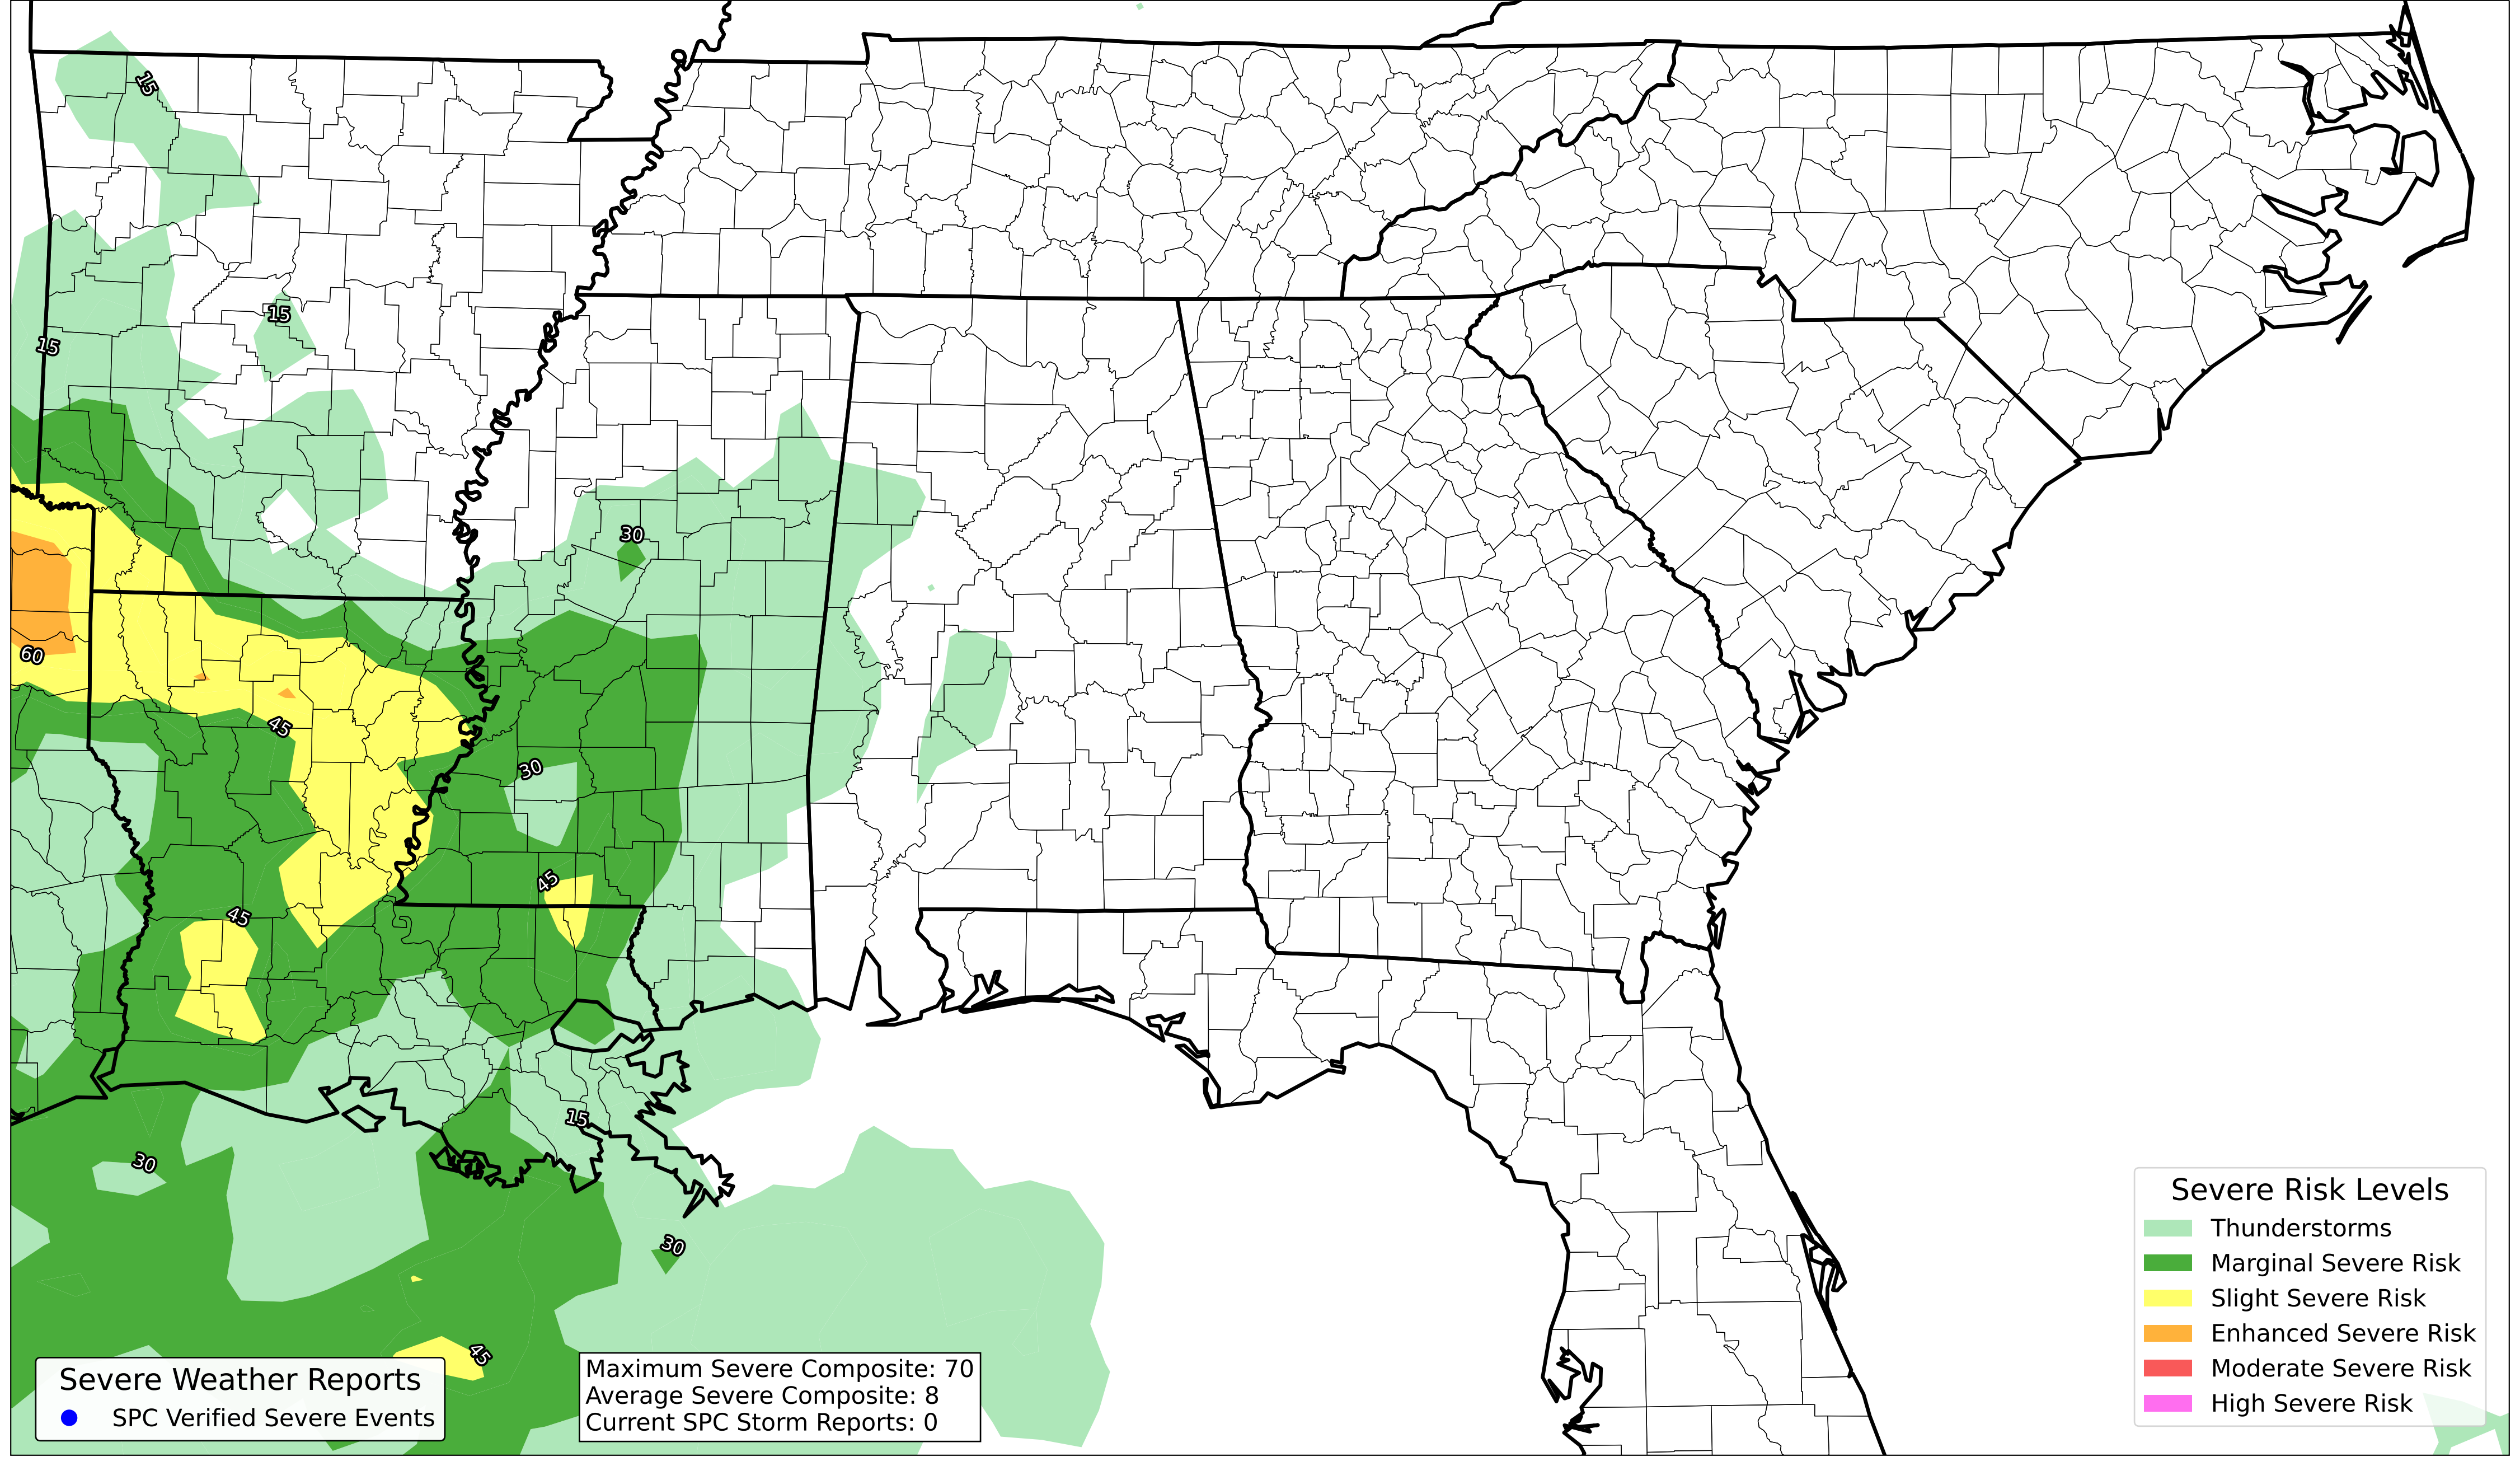 15
15
15
30
60
45
30
45
45
15
30
30
45
Severe Weather Reports
SPC Verified Severe Events
Maximum Severe Composite: 70
Average Severe Composite: 8
Current SPC Storm Reports: 0
Severe Risk Levels
Thunderstorms
Marginal Severe Risk
Slight Severe Risk
Enhanced Severe Risk
Moderate Severe Risk
High Severe Risk